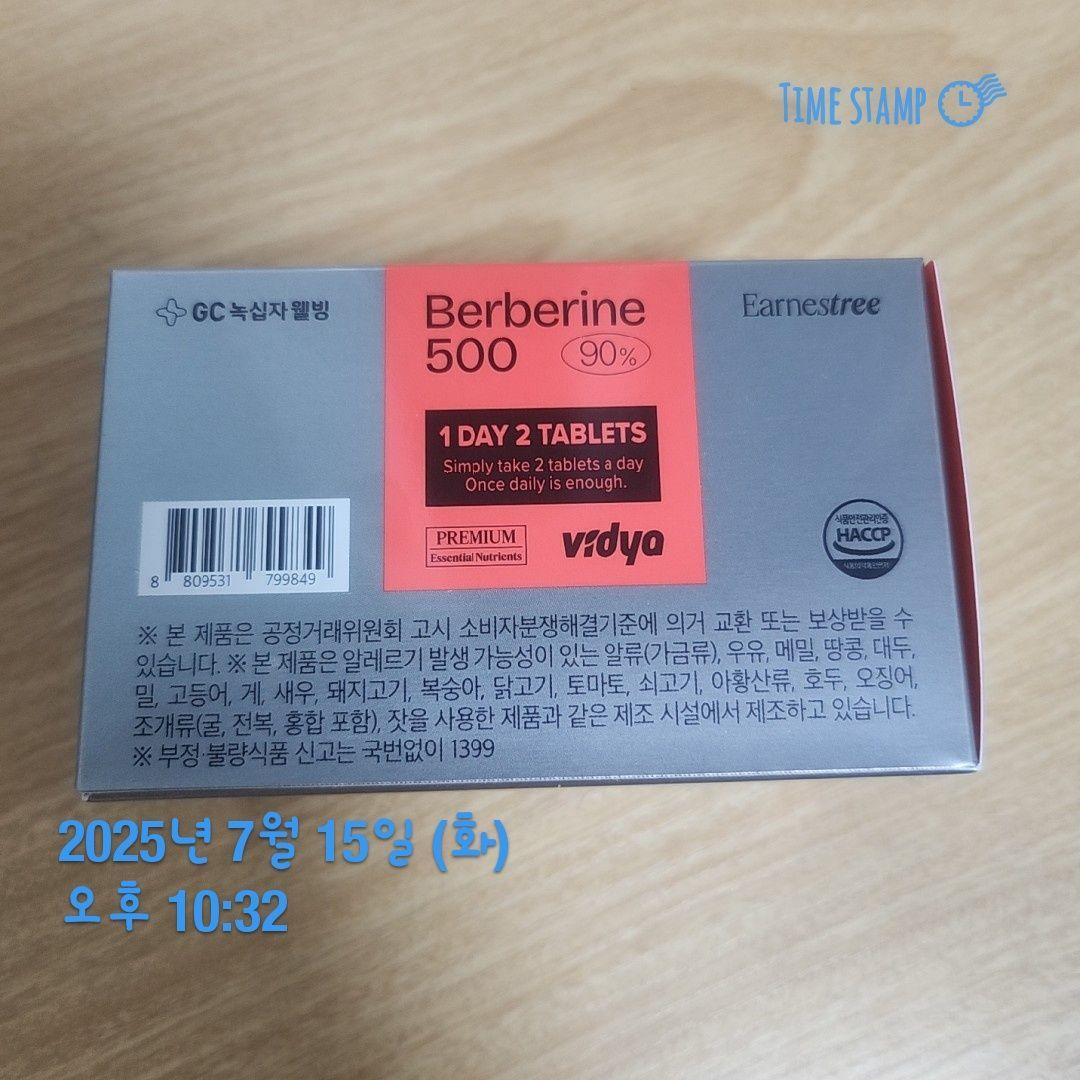 TIME STAMP
GC녹십자웰빙
Berberine
500 90%
Earnestree
1 DAY 2 TABLETS
Simply take 2 tablets a day
Once daily is enough.
PREMIUM
Essential Nutrients
vidya
식품안전관리인증
HACCP
8 809531 799849
※ 본 제품은 공정거래위원회 고시 소비자분쟁해결기준에 의거 교환 또는 보상받을 수
있습니다. ※ 본 제품은 알레르기 발생 가능성이 있는 알류(가금류), 우유, 메밀, 땅콩, 대두,
밀, 고등어, 게, 새우, 돼지고기, 복숭아, 닭고기, 토마토, 쇠고기, 아황산류, 호두, 오징어,
조개류(굴, 전복, 홍합 포함), 잣을 사용한 제품과 같은 제조 시설에서 제조하고 있습니다.
※ 부정·불량식품 신고는 국번없이 1399
2025년 7월 15일 (화)
오후 10:32